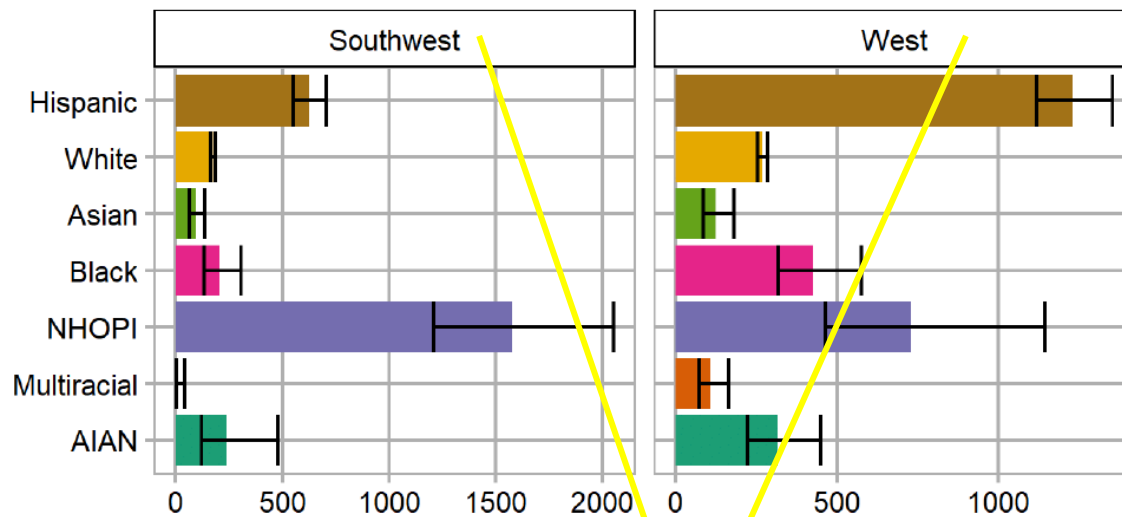 Southwest West
Hispanic
White
Asian
Black
NHOPI
Multiracial
AIAN
0 500 1000 1500 2000 0 500 1000